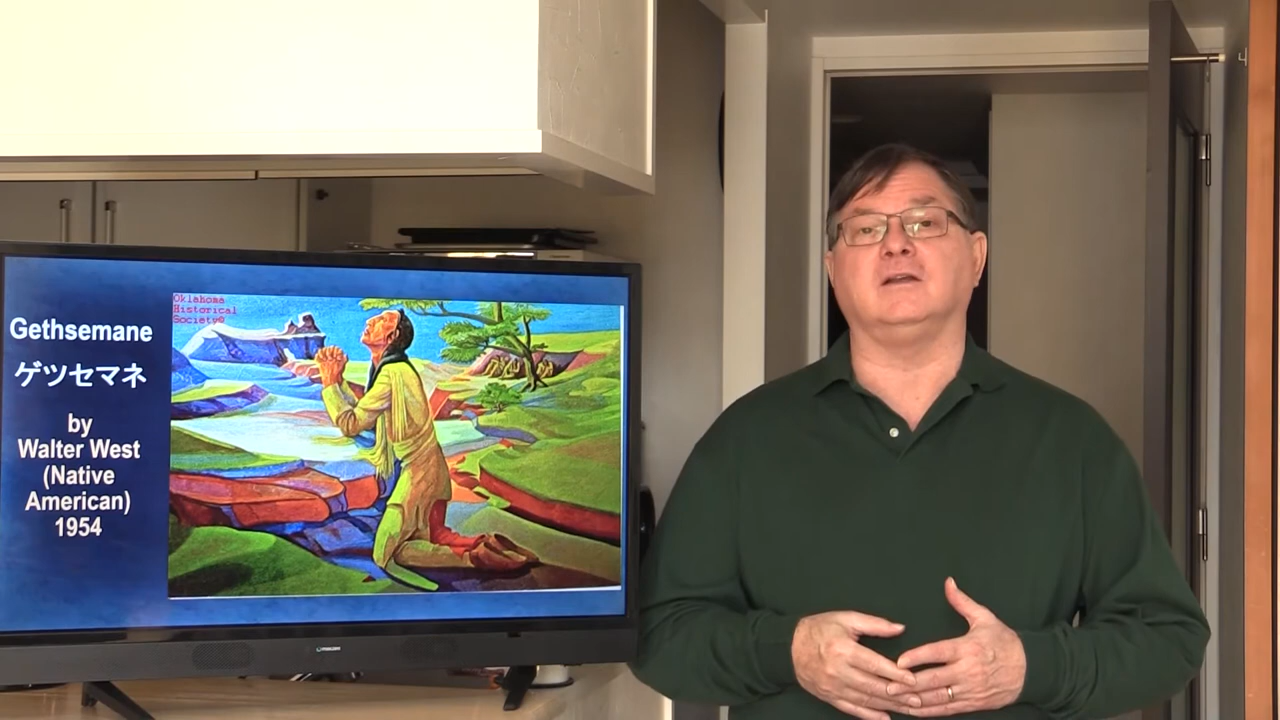 Gethsemane
ゲツセマネ
by
Walter West
(Native
American)
1954
Oklahoma
Historical
Society©